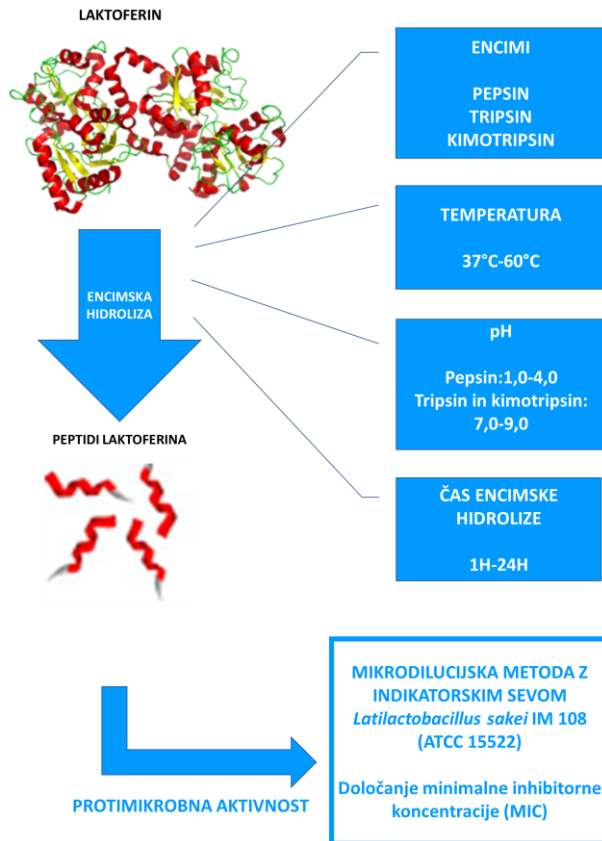 LAKTOFERIN
ENCIMI
PEPSIN
TRIPSIN
KIMOTRIPSIN
TEMPERATURA
37°C-60°C
ENCIMSKA
HIDROLIZA
pH
Pepsin:1,0-4,0
Tripsin in kimotripsin:
7,0-9,0
PEPTIDI LAKTOFERINA
ČAS ENCIMSKE
HIDROLIZE
1H-24H
MIKRODILUCIJSKA METODA Z
INDIKATORSKIM SEVOM
Latilactobacillus sakei IM 108
(ATCC 15522)
Določanje minimalne inhibitorne
koncentracije (MIC)
PROTIMIKROBNA AKTIVNOST